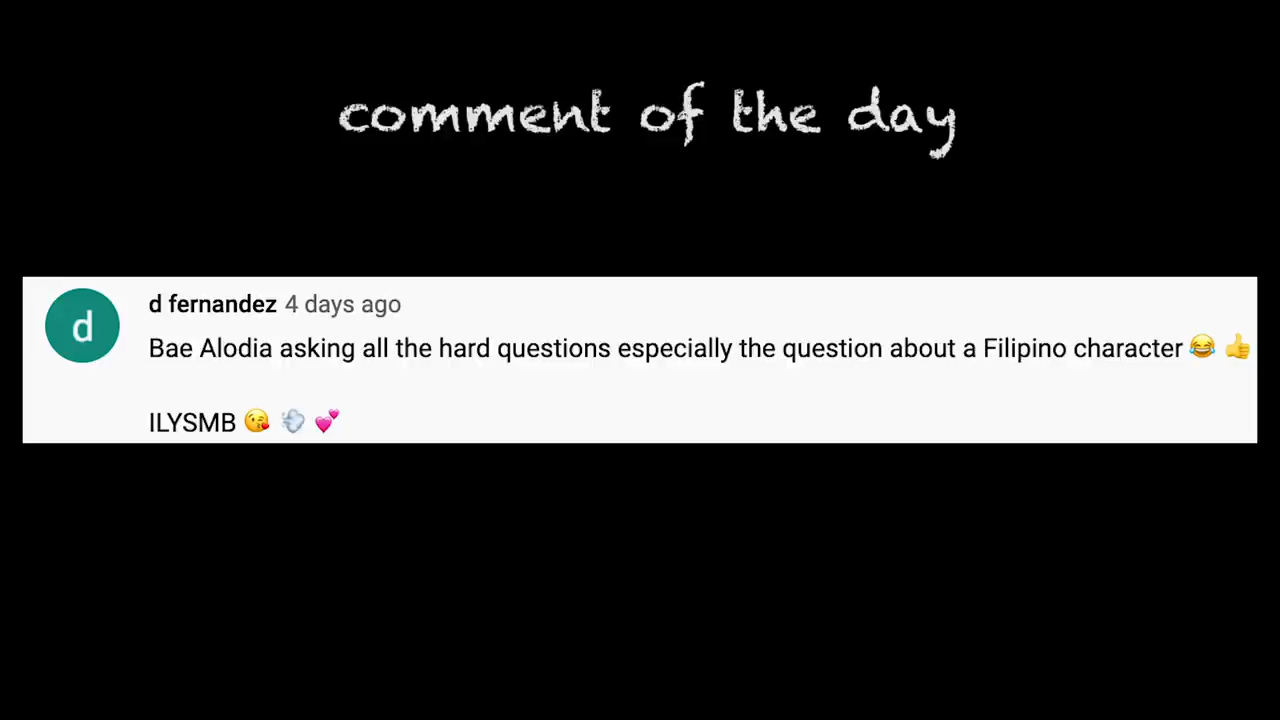 comment of the day
d
d fernandez 4 days ago
Bae Alodia asking all the hard questions especially the question about a Filipino character 😂 👍
ILYSMB 😘 💨 💕